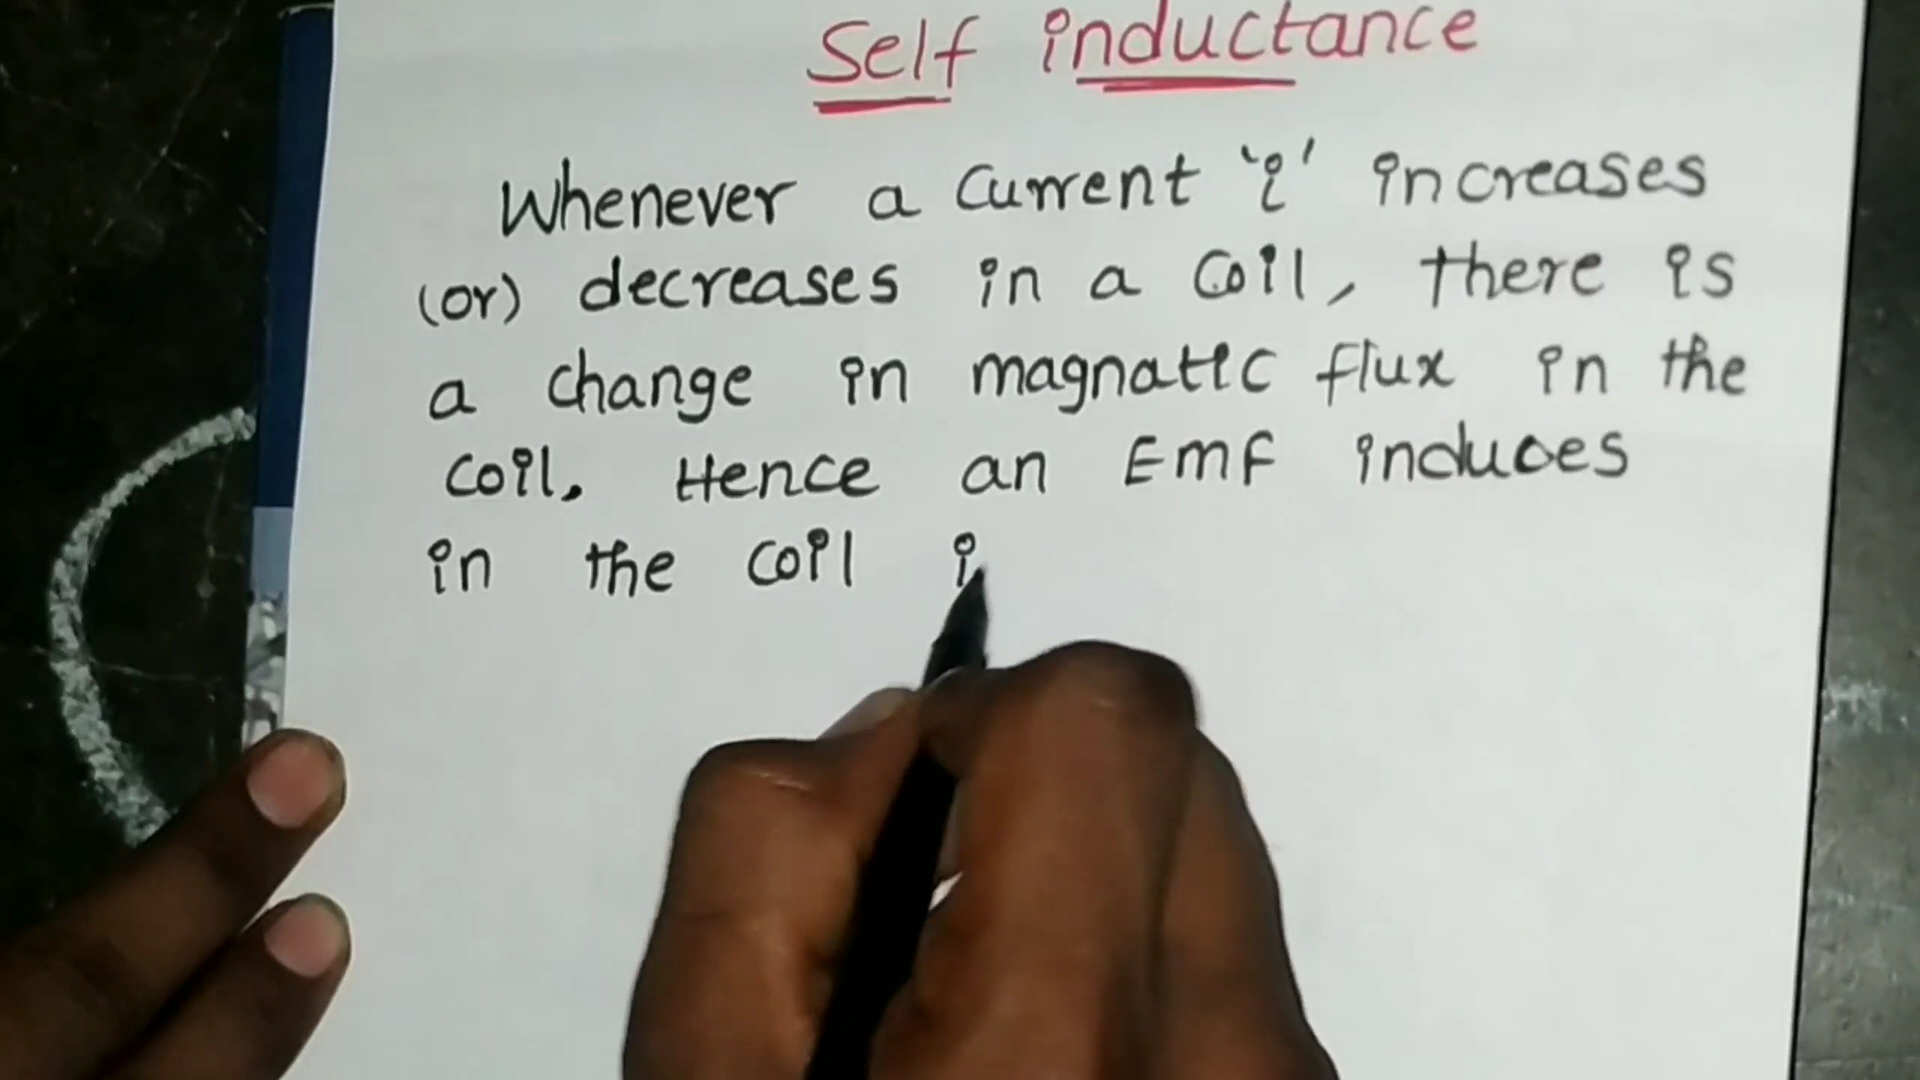 Self inductance
Whenever a current 'i' increases
(or) decreases in a coil, there is
a change in magnatic flux in the
coil. Hence an EMF induces
in the coil i